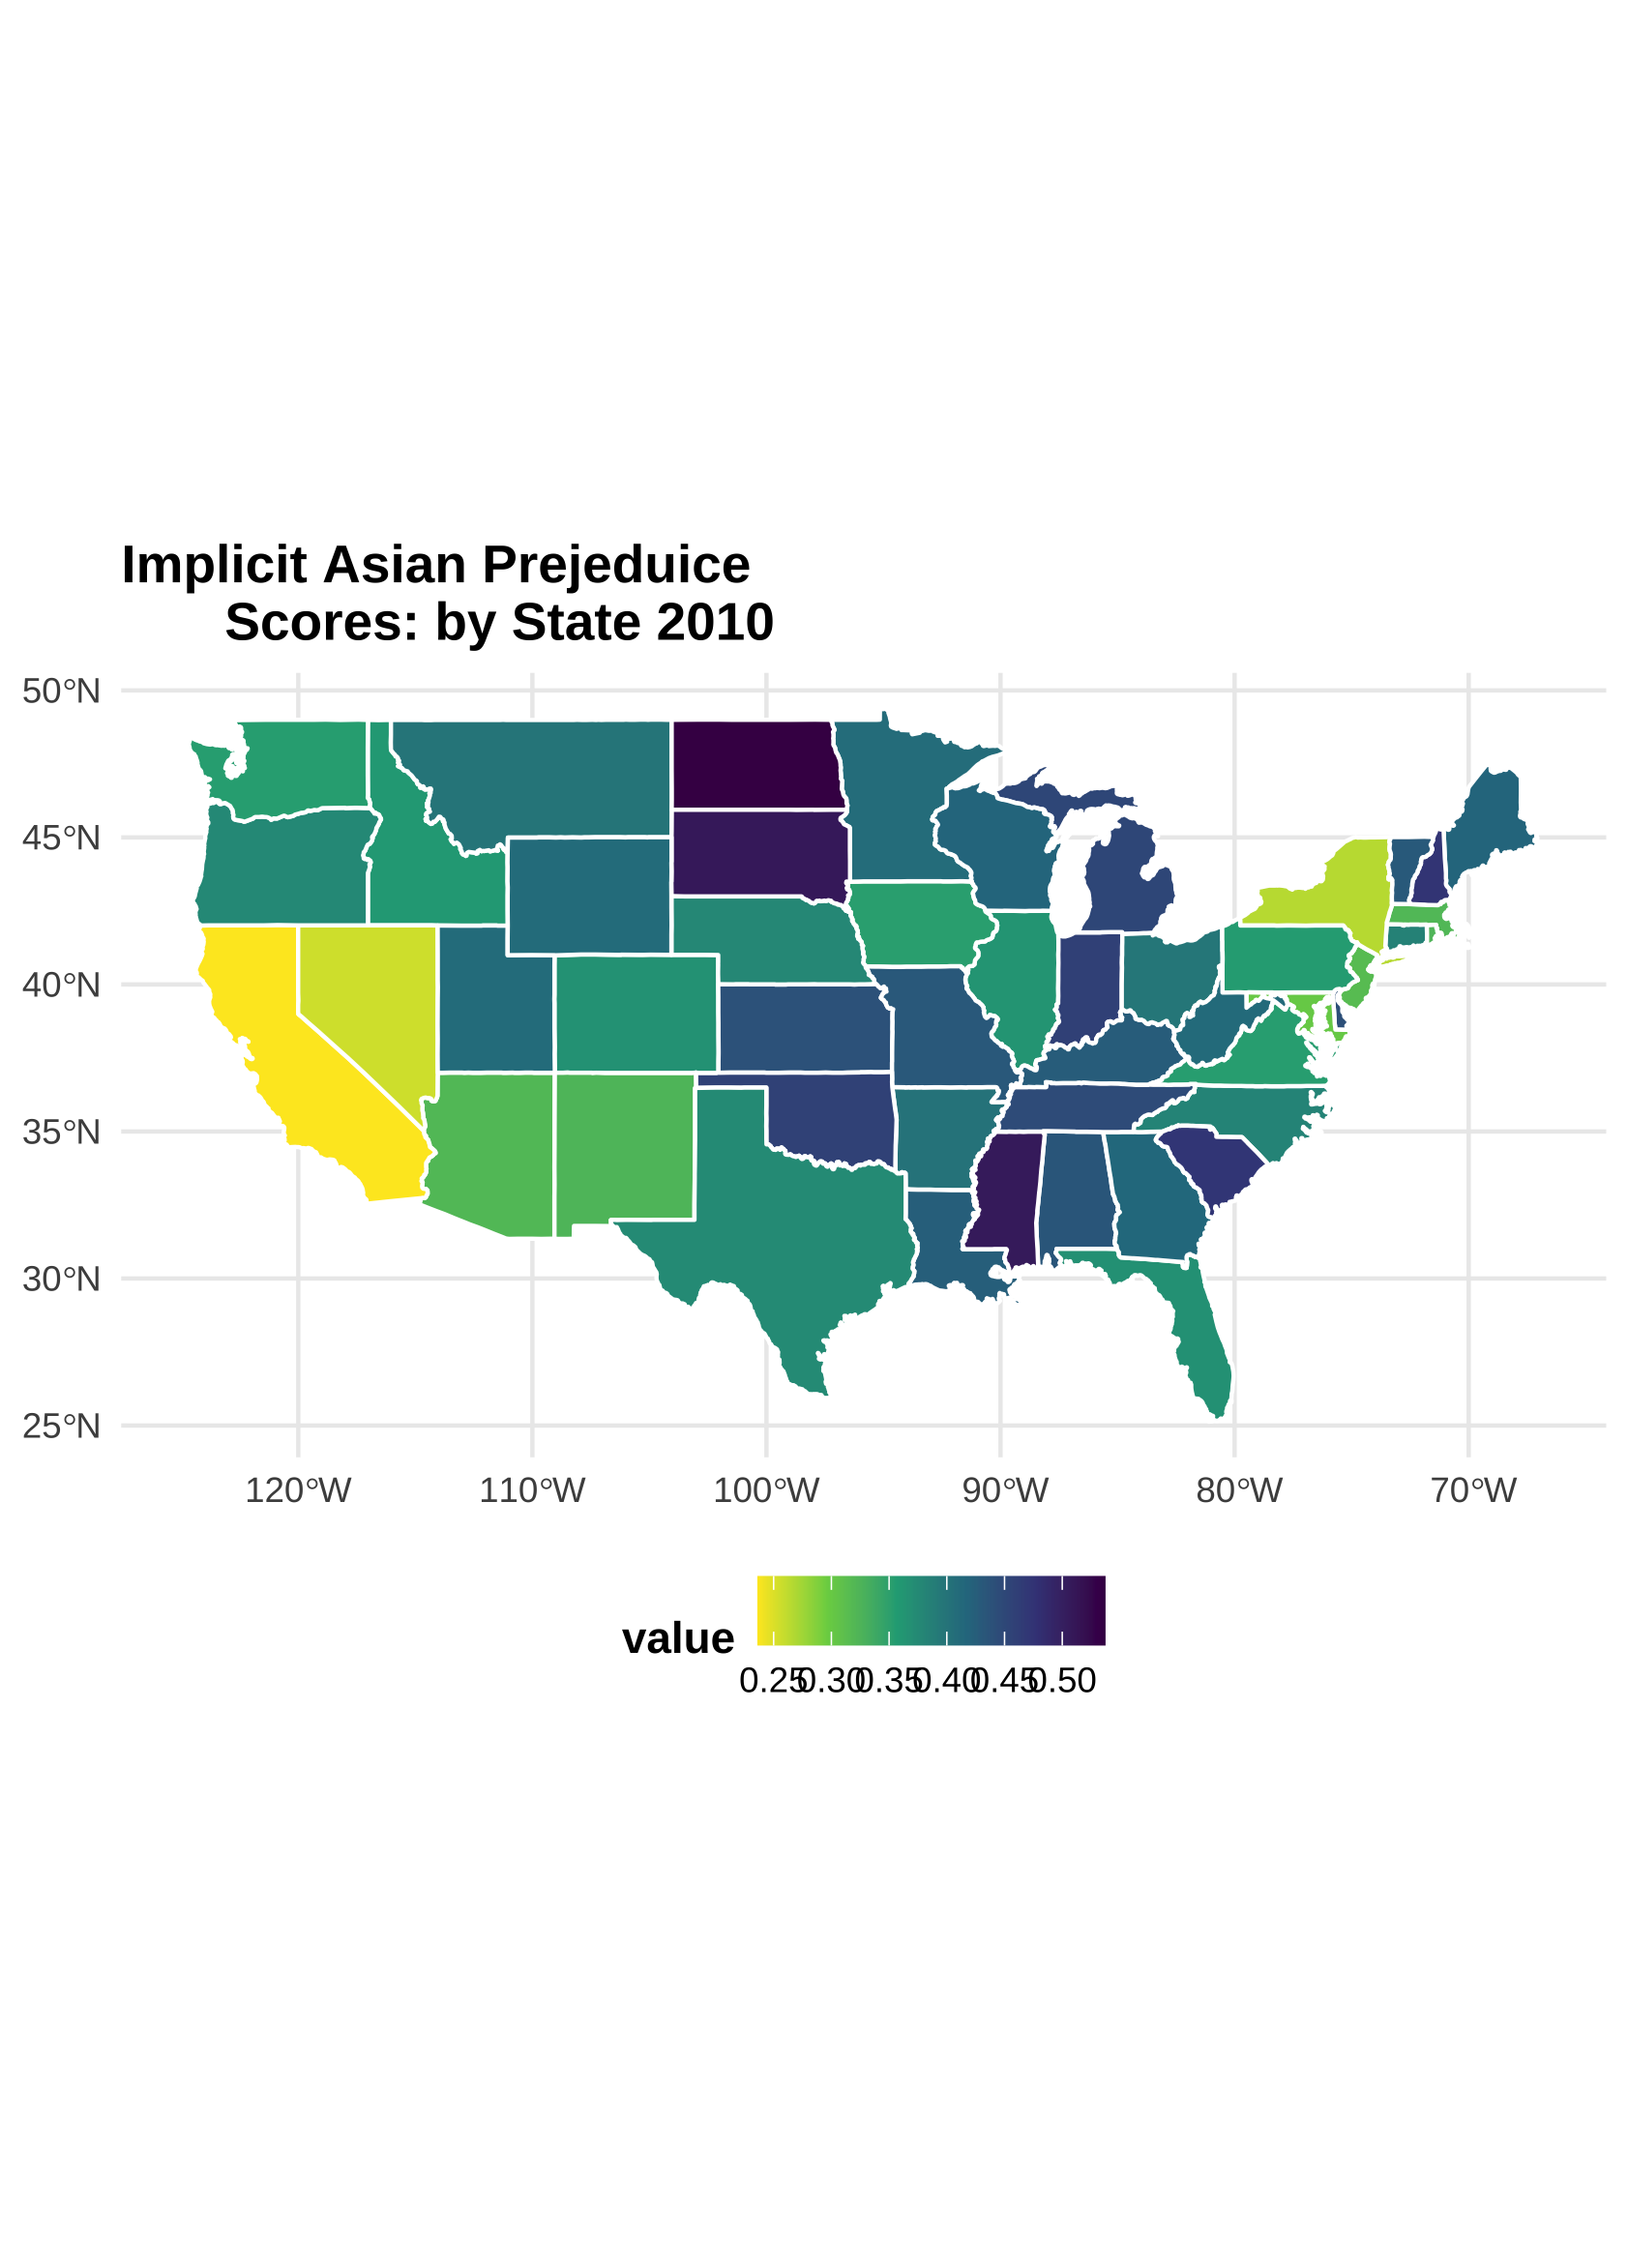 Implicit Asian Prejeduice
Scores: by State 2010
50°N
45°N
40°N
35°N
30°N
25°N
120°W 110°W 100°W 90°W 80°W 70°W
value
0.25 0.30 0.35 0.40 0.45 0.50